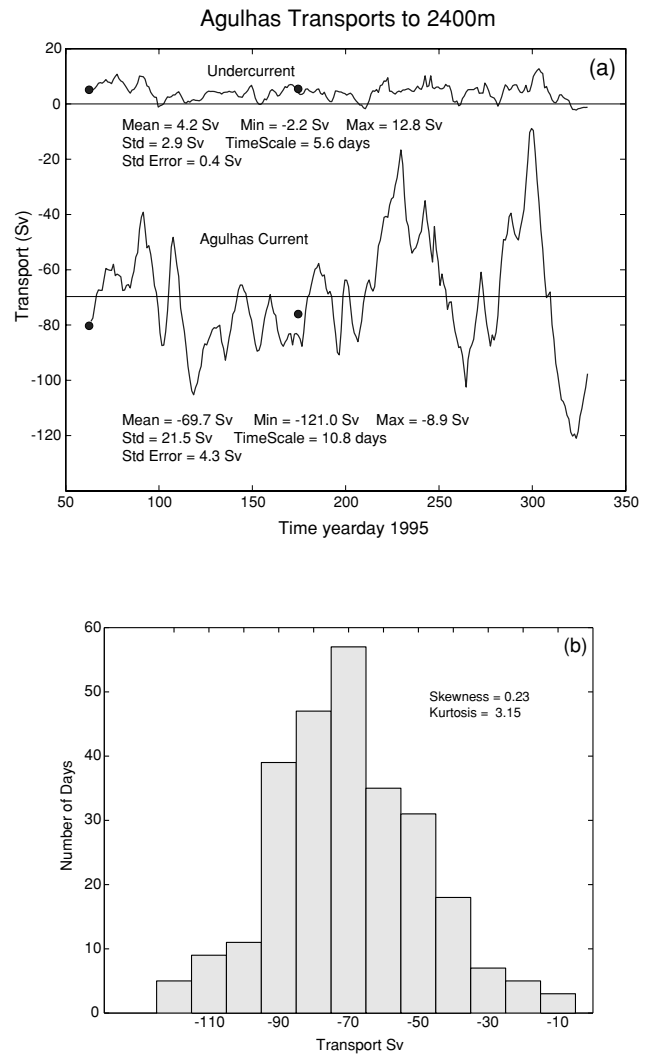 Agulhas Transports to 2400m
(a)
20
0
-20
-40
-60
-80
-100
-120
Transport (Sv)
Undercurrent
Mean = 4.2 Sv Min = -2.2 Sv Max = 12.8 Sv
Std = 2.9 Sv TimeScale = 5.6 days
Std Error = 0.4 Sv
Agulhas Current
Mean = -69.7 Sv Min = -121.0 Sv Max = -8.9 Sv
Std = 21.5 Sv TimeScale = 10.8 days
Std Error = 4.3 Sv
50 100 150 200 250 300 350
Time yearday 1995
(b)
60
50
40
30
20
10
0
Number of Days
Skewness = 0.23
Kurtosis = 3.15
-110 -90 -70 -50 -30 -10
Transport Sv